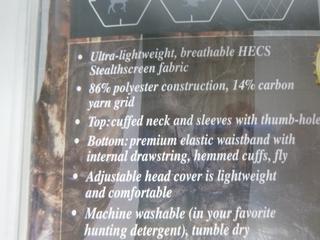 • Ultra-lightweight, breathable HECS
Stealthscreen fabric
• 86% polyester construction, 14% carbon
yarn grid
• Top:cuffed neck and sleeves with thumb-hole
• Bottom:premium elastic waistband with
internal drawstring, hemmed cuffs, fly
• Adjustable head cover is lightweight
and comfortable
• Machine washable (in your favorite
hunting detergent), tumble dry